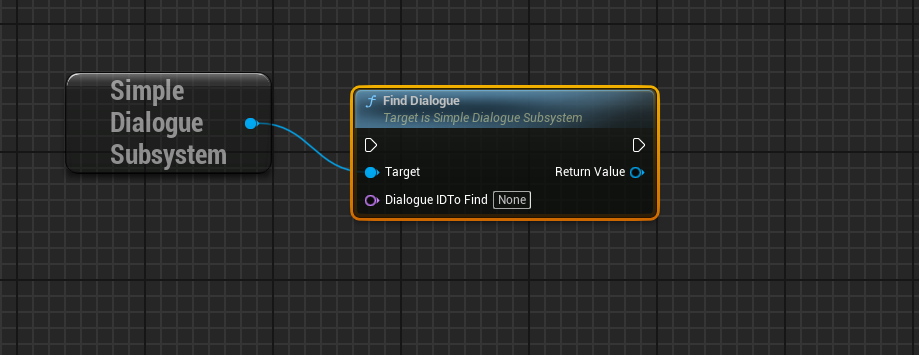 Simple
Dialogue
Subsystem
Find Dialogue
Target is Simple Dialogue Subsystem
Target
Return Value
Dialogue IDTo Find None